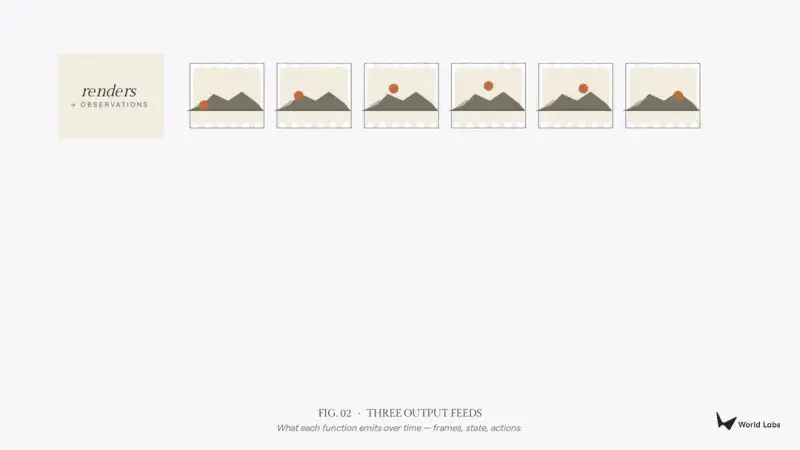 renders
→ OBSERVATIONS
FIG. 02 · THREE OUTPUT FEEDS
What each function emits over time — frames, state, actions.
World Labs